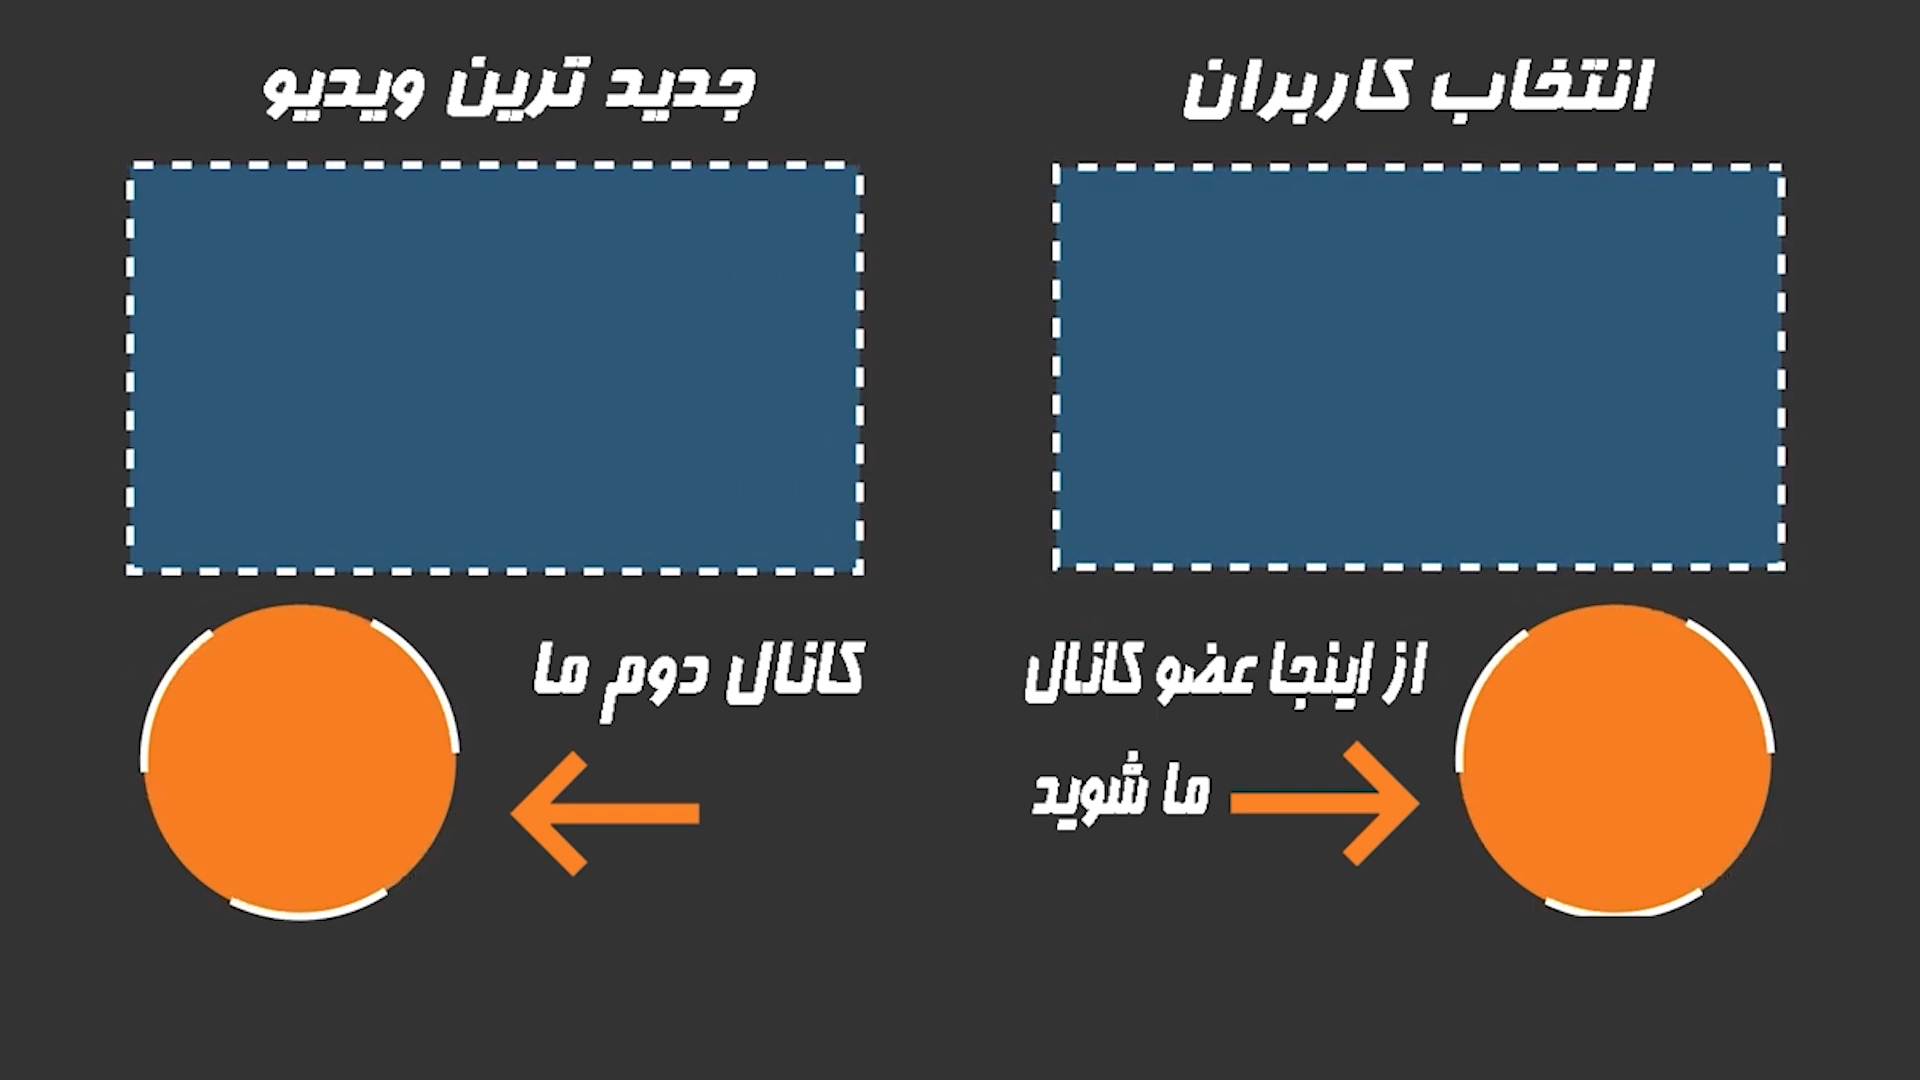 انتخاب کاربران
جدید ترین ویدیو
از اینجا عضو کانال
ما شوید
کانال دوم ما